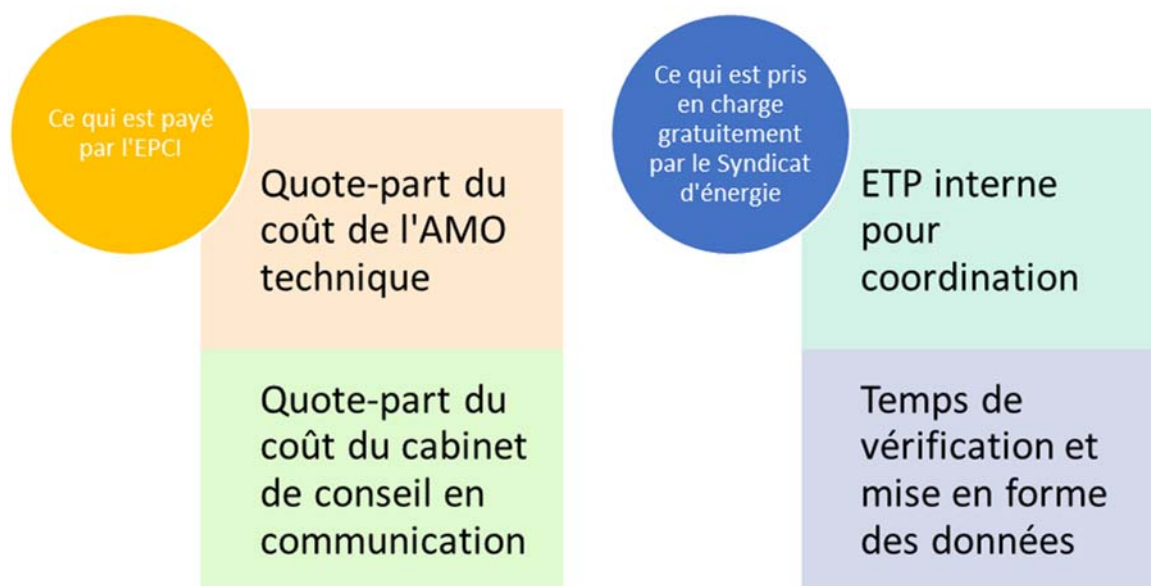 Ce qui est payé
par l'EPCI
Quote-part du
coût de l'AMO
technique
Quote-part du
coût du cabinet
de conseil en
communication
Ce qui est pris
en charge
gratuitement
par le Syndicat
d'énergie
ETP interne
pour
coordination
Temps de
vérification et
mise en forme
des données